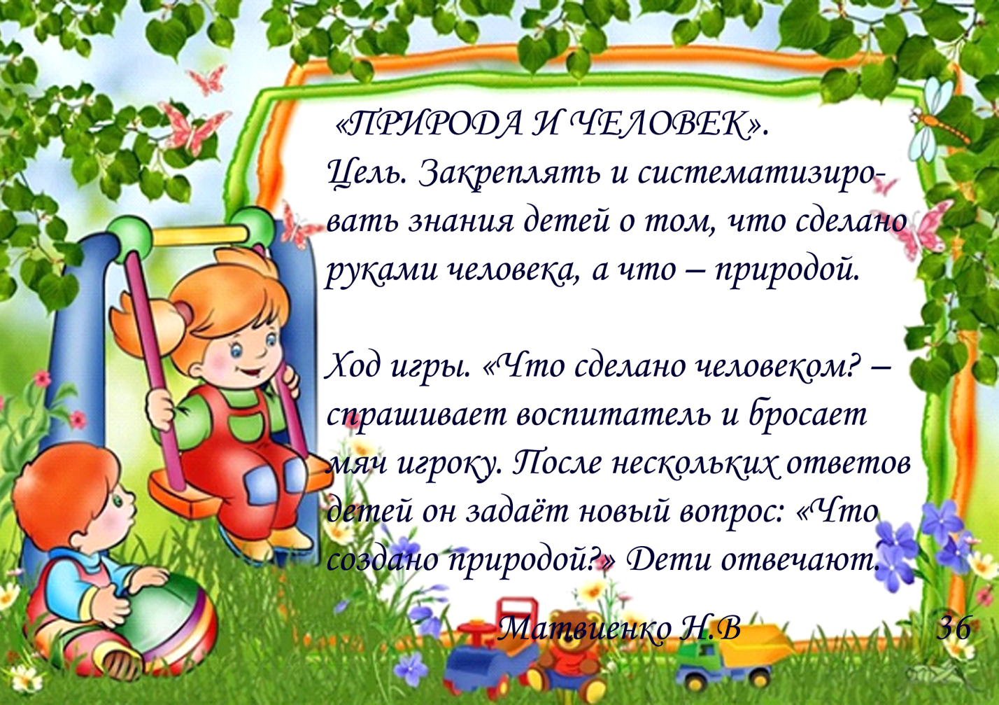 «ПРИРОДА И ЧЕЛОВЕК».
Цель. Закреплять и систематизиро-
вать знания детей о том, что сделано
руками человека, а что – природой.
Ход игры. «Что сделано человеком? –
спрашивает воспитатель и бросает
мяч игроку. После нескольких ответов
детей он задаёт новый вопрос: «Что
создано природой?» Дети отвечают.
Матвиенко Н.В
36